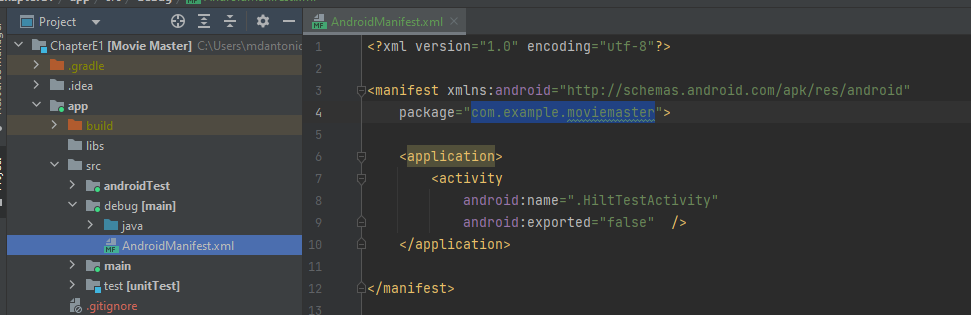 Project
ChapterE1 [Movie Master] C:\Users\mdantonic
.gradle
.idea
app
build
libs
src
androidTest
debug [main]
java
AndroidManifest.xml
main
test [unitTest]
.gitignore
AndroidManifest.xml
1 <?xml version="1.0" encoding="utf-8"?>
2
3 <manifest xmlns:android="http://schemas.android.com/apk/res/android"
4 package="com.example.moviemaster">
5
6 <application>
7 <activity
8 android:name=".HiltTestActivity"
9 android:exported="false" />
10 </application>
11
12 </manifest>
13